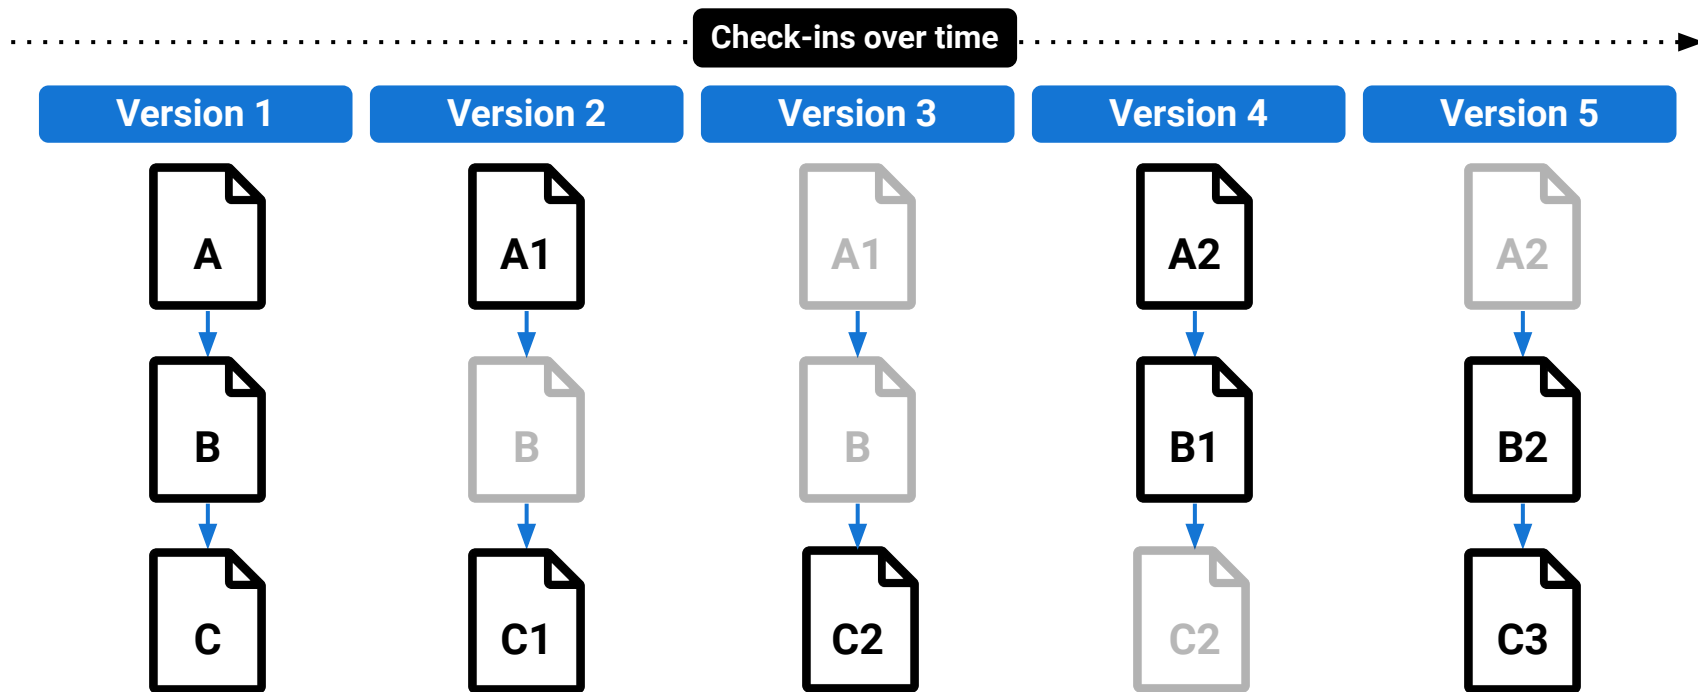 Check-ins over time
Version 1 Version 2 Version 3 Version 4 Version 5
A A1 A1 A2 A2
B B B B1 B2
C C1 C2 C2 C3